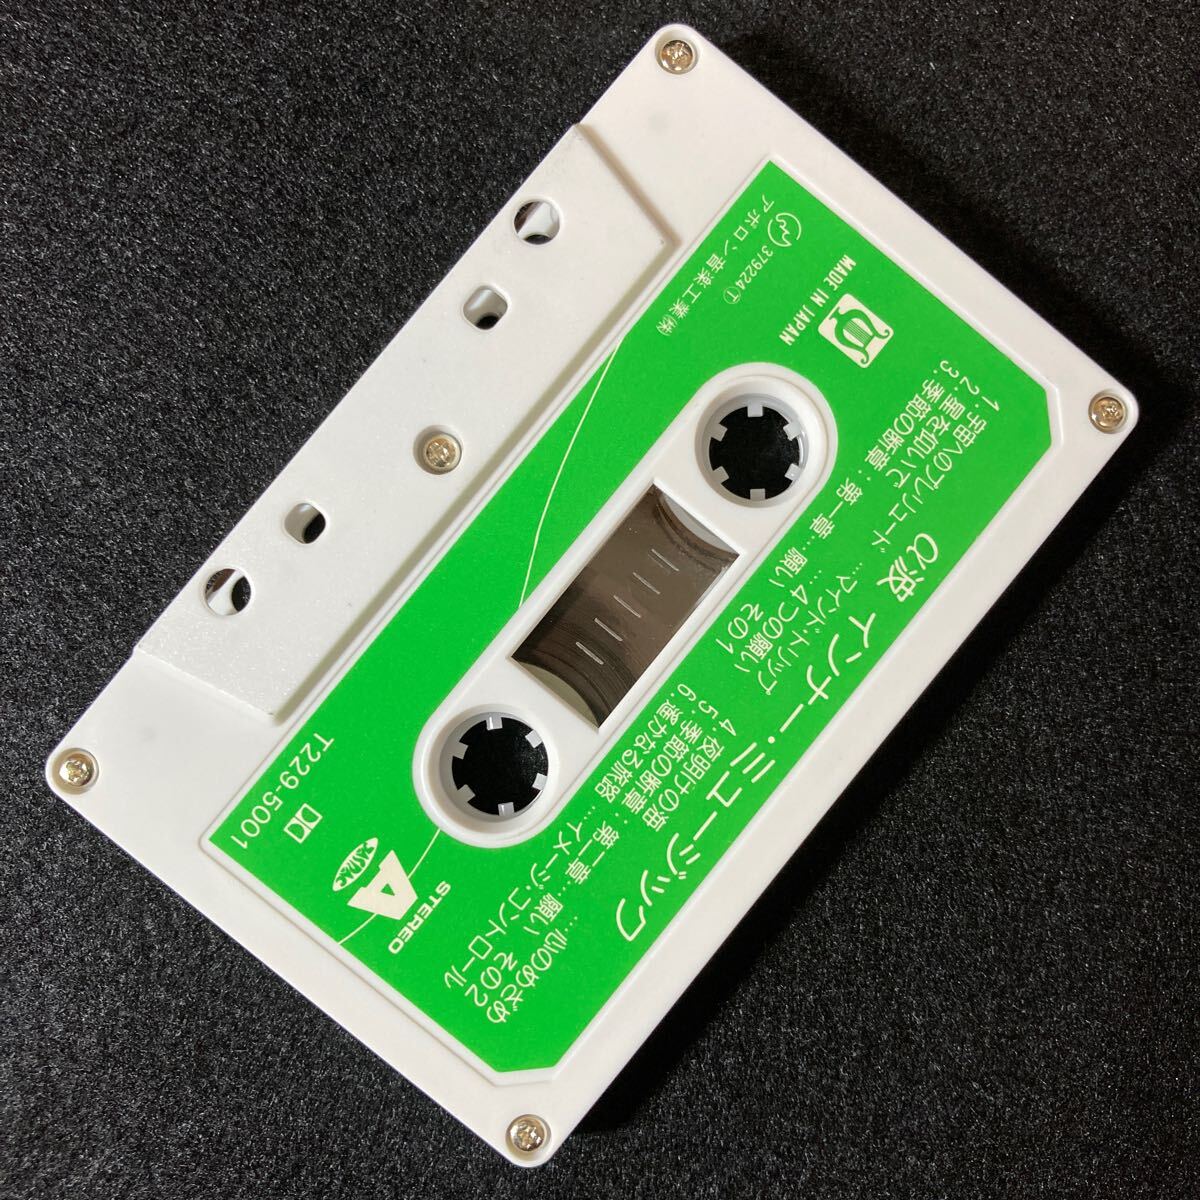 α波 インナー・ミュージック
1.宇宙へのプレリュード
2.星を仰いで …マインド・トリップ
3.季節の断章:第一章…願い …4つの願い その1
4.夜明けの海 …心のめざめ
5.季節の断章:第二章…願い その2
6.遥かなる旅路 …イメージ・コントロール
MADE IN JAPAN
379224Ⓣ
アポロン音楽工業㈱
STEREO
A
T229-5001